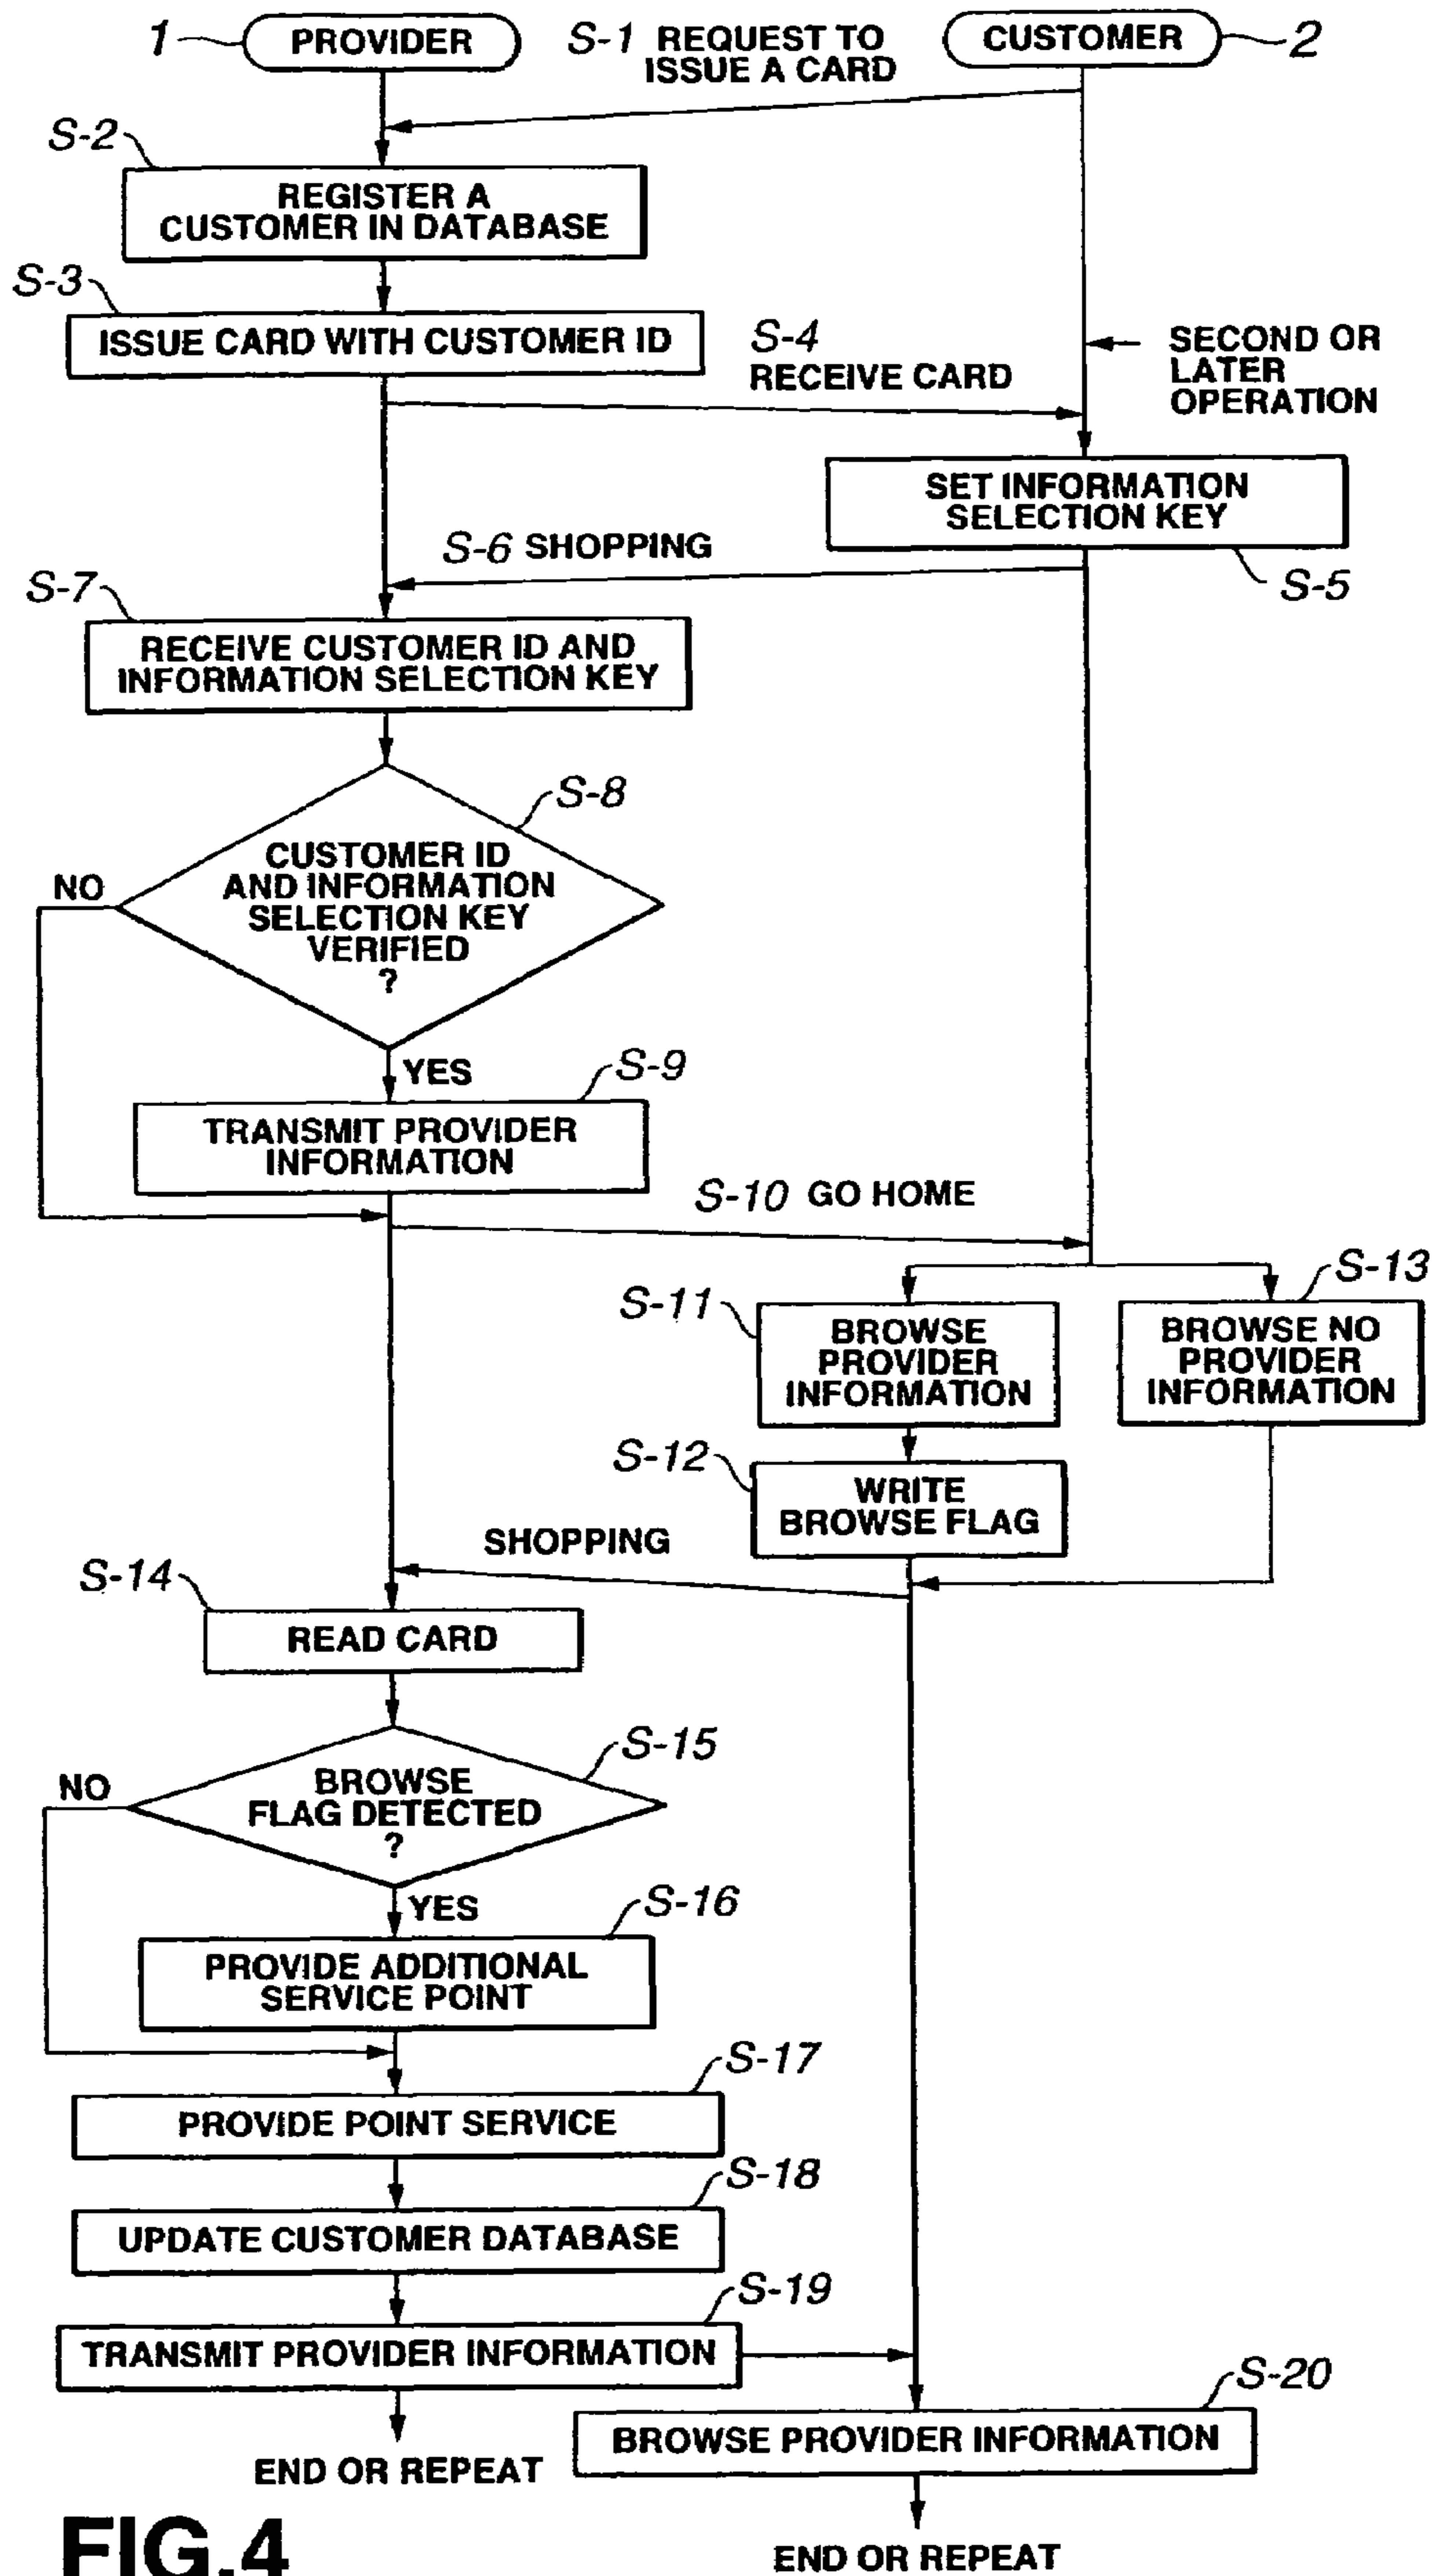 1
PROVIDER
S-1 REQUEST TO
ISSUE A CARD
CUSTOMER
2
S-2
REGISTER A
CUSTOMER IN DATABASE
S-3
ISSUE CARD WITH CUSTOMER ID
S-4
RECEIVE CARD
SECOND OR
LATER
OPERATION
SET INFORMATION
SELECTION KEY
S-5
S-6 SHOPPING
S-7
RECEIVE CUSTOMER ID AND
INFORMATION SELECTION KEY
S-8
CUSTOMER ID
AND INFORMATION
SELECTION KEY
VERIFIED
?
NO
YES
S-9
TRANSMIT PROVIDER
INFORMATION
S-10 GO HOME
S-11
BROWSE
PROVIDER
INFORMATION
S-13
BROWSE NO
PROVIDER
INFORMATION
S-12
WRITE
BROWSE FLAG
SHOPPING
S-14
READ CARD
S-15
BROWSE
FLAG DETECTED
?
NO
YES
S-16
PROVIDE ADDITIONAL
SERVICE POINT
S-17
PROVIDE POINT SERVICE
S-18
UPDATE CUSTOMER DATABASE
S-19
TRANSMIT PROVIDER INFORMATION
S-20
BROWSE PROVIDER INFORMATION
END OR REPEAT
END OR REPEAT
FIG.4